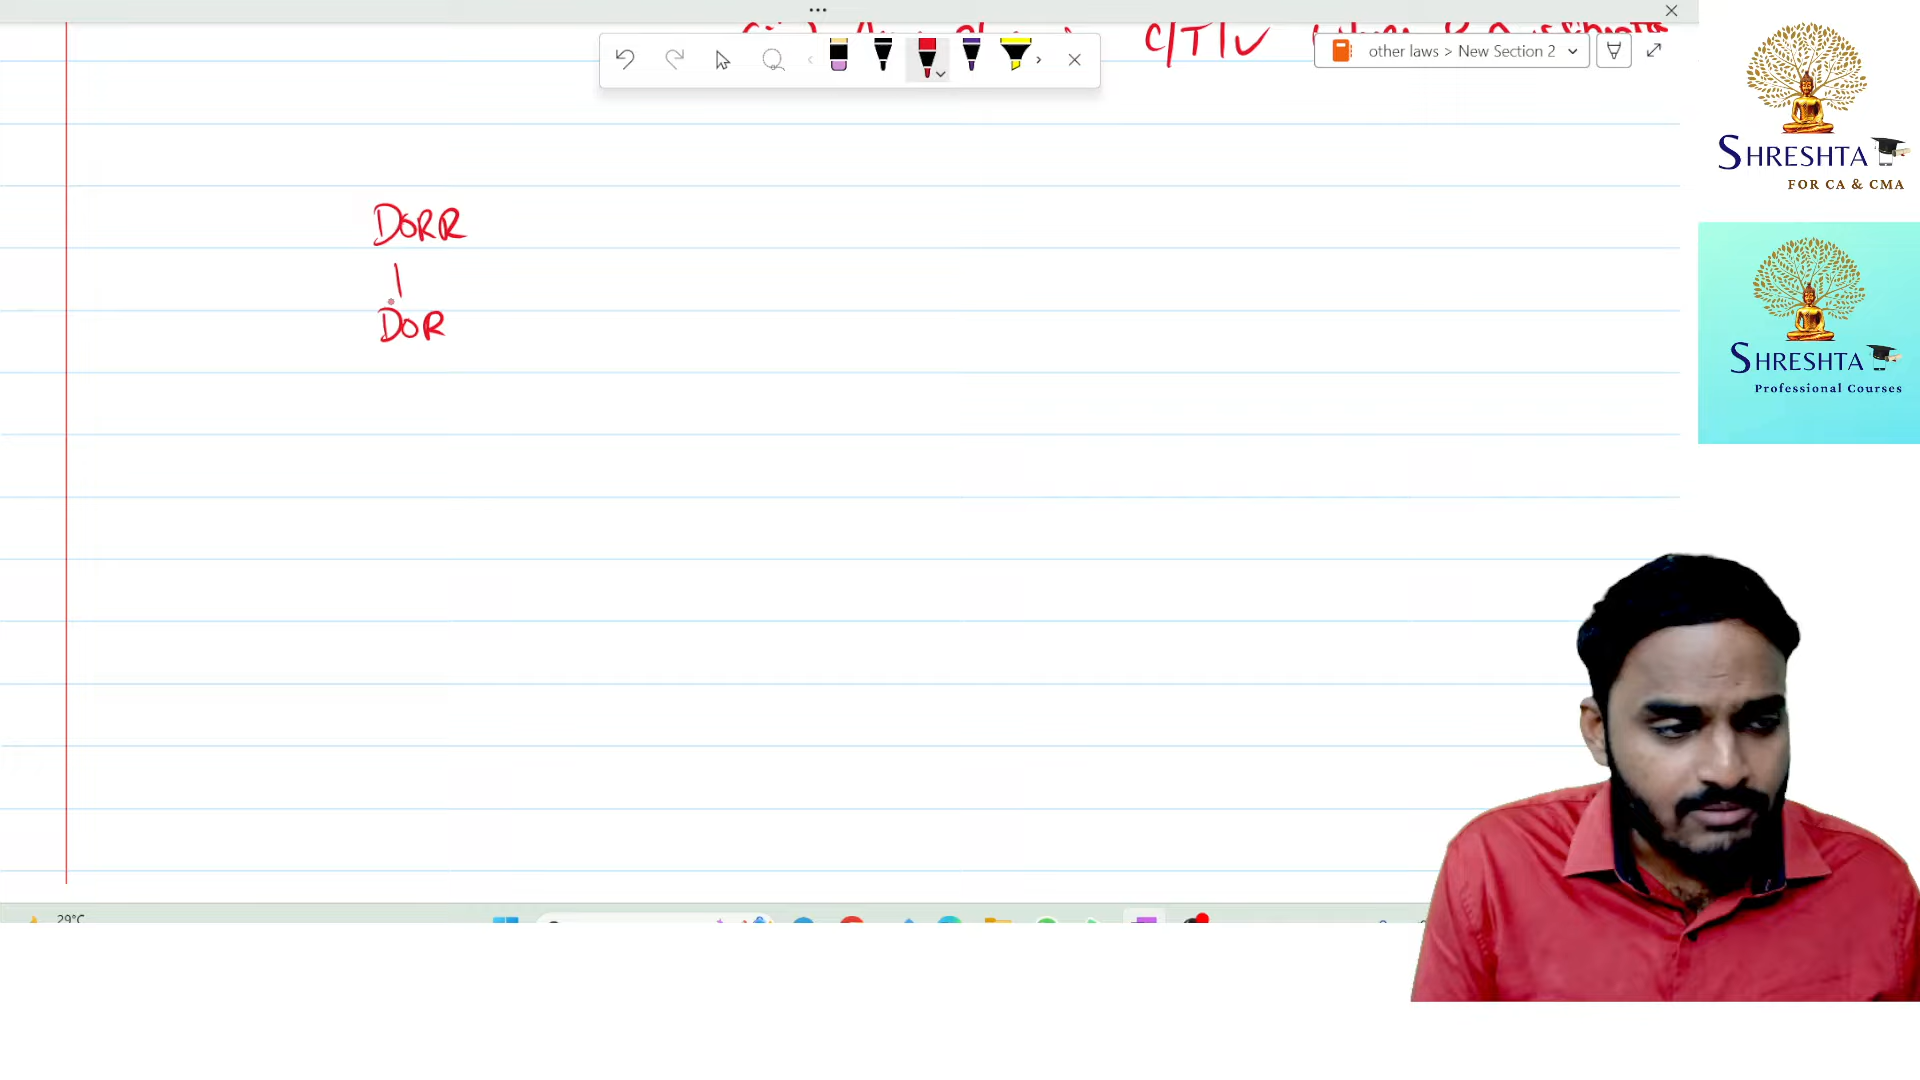 C/T/V
other laws > New Section 2
DORR
DOR
29°C
SHRESHTA
FOR CA & CMA
SHRESHTA
Professional Courses